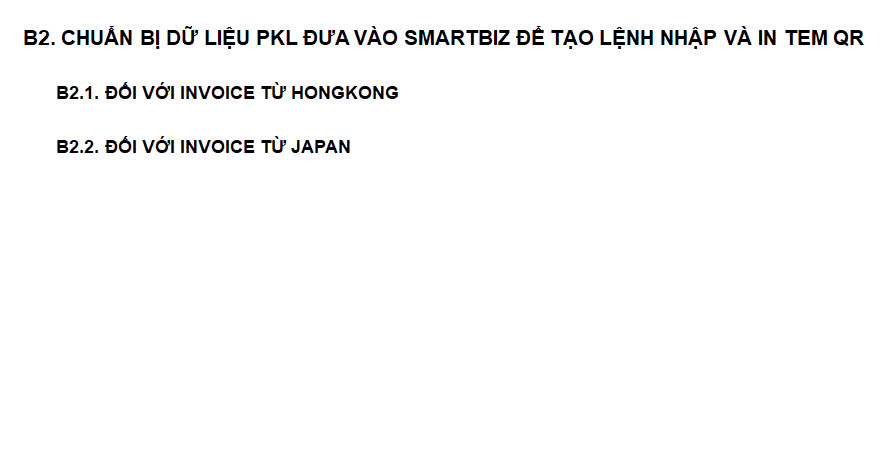 B2. CHUẨN BỊ DỮ LIỆU PKL ĐƯA VÀO SMARTBIZ ĐỂ TẠO LỆNH NHẬP VÀ IN TEM QR
B2.1. ĐỐI VỚI INVOICE TỪ HONGKONG
B2.2. ĐỐI VỚI INVOICE TỪ JAPAN